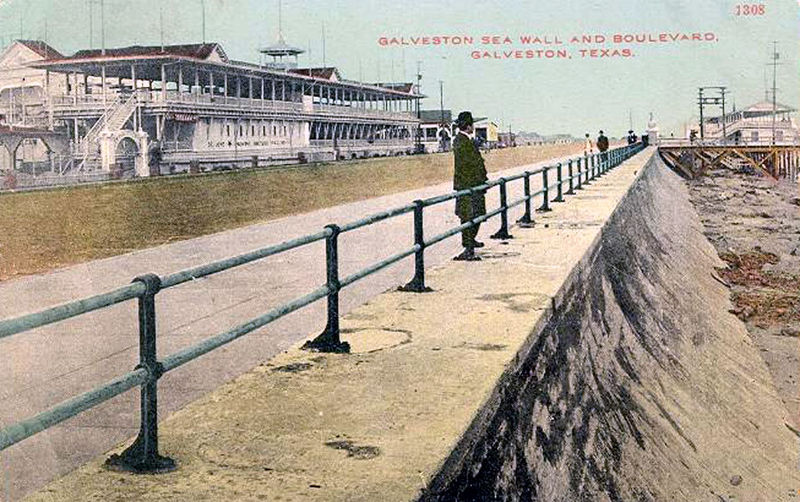 1308
GALVESTON SEA WALL AND BOULEVARD,
GALVESTON, TEXAS.